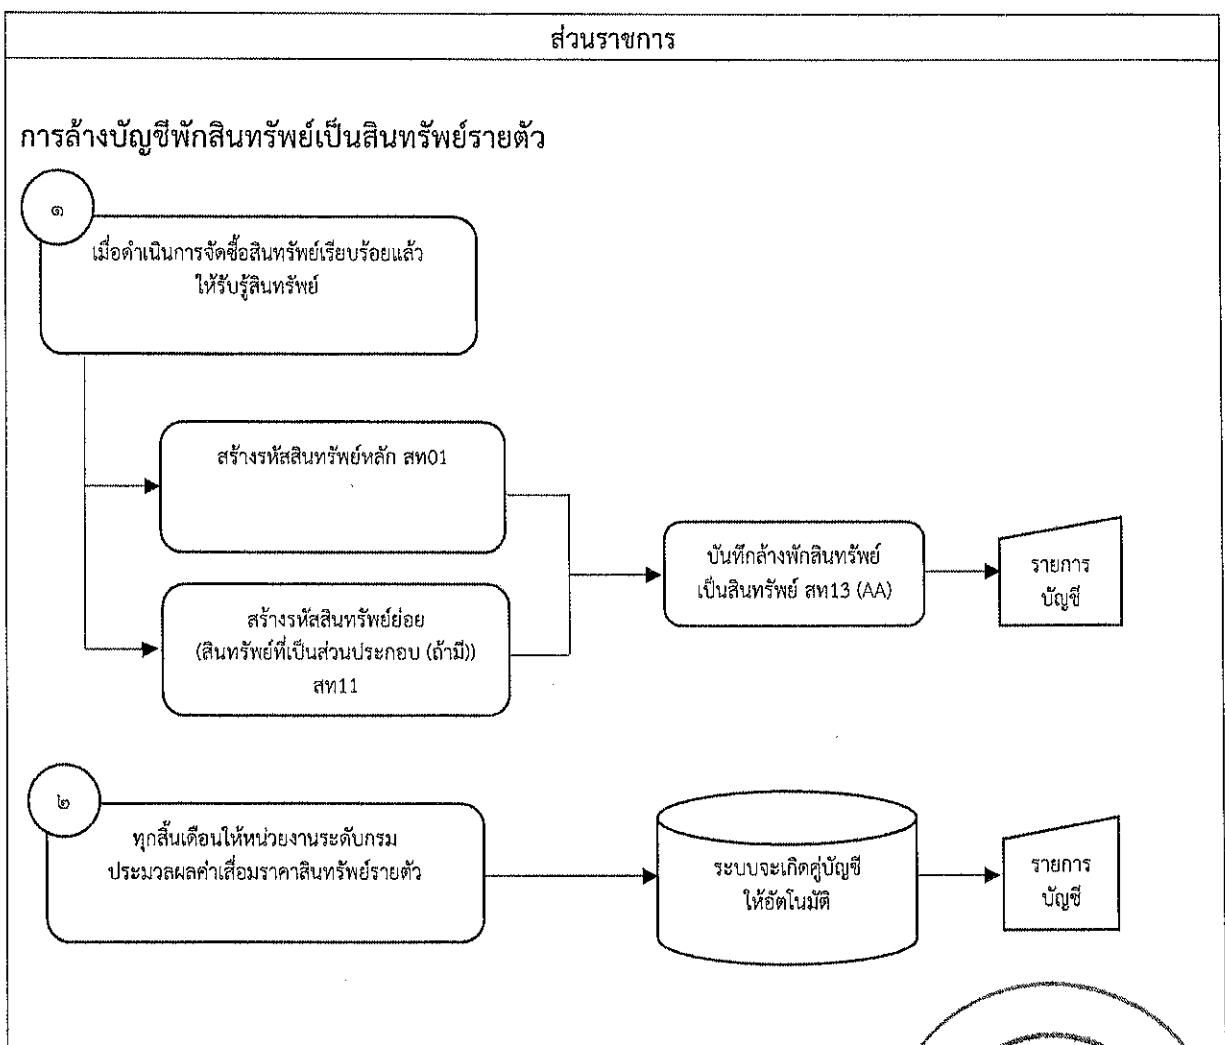 ส่วนราชการ
การล้างบัญชีพักสินทรัพย์เป็นสินทรัพย์รายตัว
๑
เมื่อดำเนินการจัดซื้อสินทรัพย์เรียบร้อยแล้ว
ให้รับรู้สินทรัพย์
สร้างรหัสสินทรัพย์หลัก สท01
สร้างรหัสสินทรัพย์ย่อย
(สินทรัพย์ที่เป็นส่วนประกอบ (ถ้ามี))
สท11
บันทึกล้างพักสินทรัพย์
เป็นสินทรัพย์ สท13 (AA)
รายการ
บัญชี
๒
ทุกสิ้นเดือนให้หน่วยงานระดับกรม
ประมวลผลค่าเสื่อมราคาสินทรัพย์รายตัว
ระบบจะเกิดคู่บัญชี
ให้อัตโนมัติ
รายการ
บัญชี